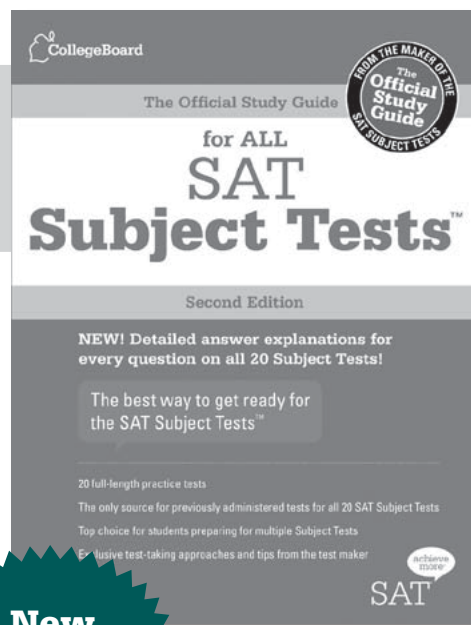 CollegeBoard
FROM THE MAKER OF THE
SAT SUBJECT TESTS
The
Official
Study
Guide
The Official Study Guide
for ALL
SAT
Subject Tests™
Second Edition
NEW! Detailed answer explanations for
every question on all 20 Subject Tests!
The best way to get ready for
the SAT Subject Tests™
20 full-length practice tests
The only source for previously administered tests for all 20 SAT Subject Tests
Top choice for students preparing for multiple Subject Tests
Exclusive test-taking approaches and tips from the test maker
achieve
more
SAT
New